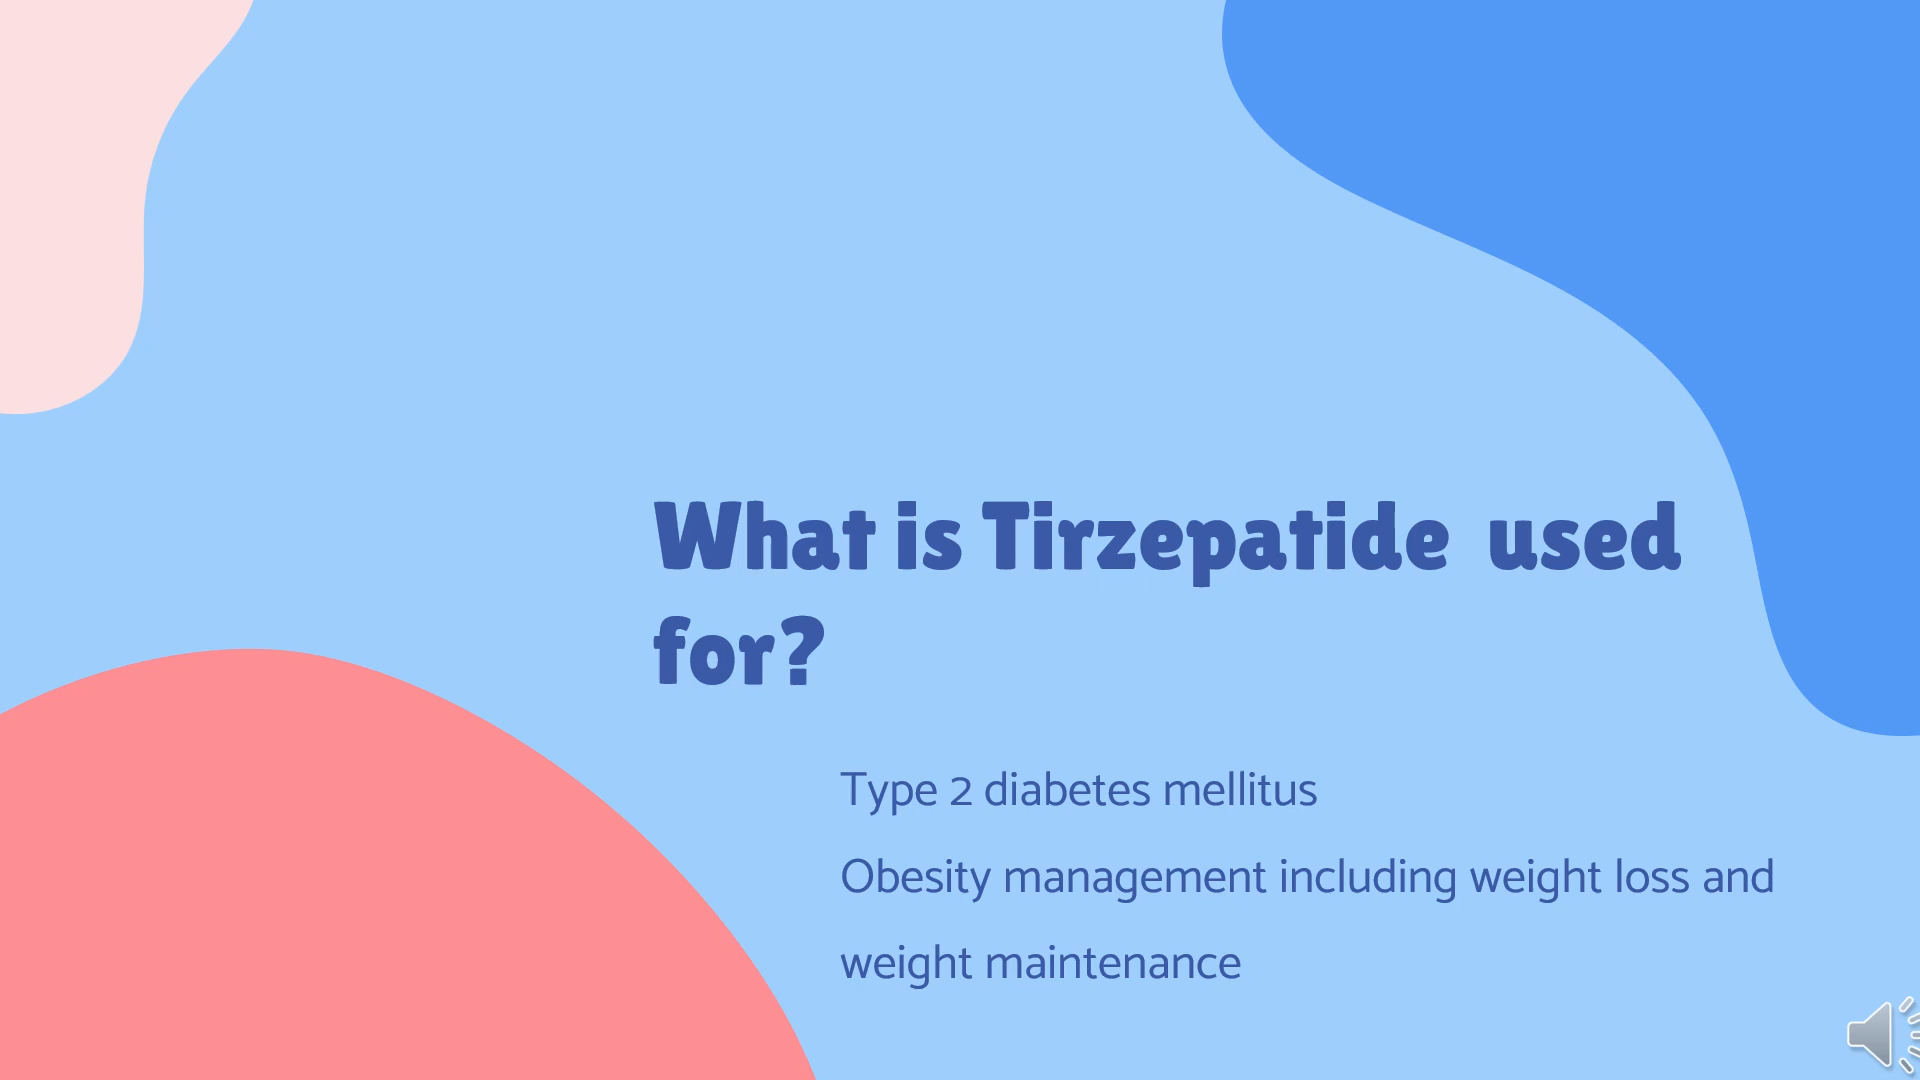 What is Tirzepatide  used
for?
Type 2 diabetes mellitus
Obesity management including weight loss and
weight maintenance